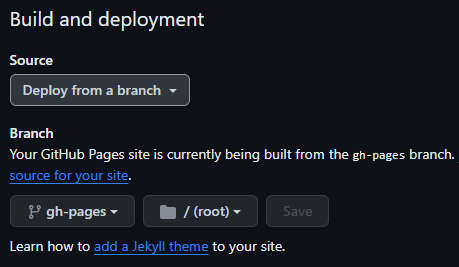 Build and deployment
Source
Deploy from a branch
Branch
Your GitHub Pages site is currently being built from the gh-pages branch.
source for your site.
gh-pages
/ (root)
Save
Learn how to add a Jekyll theme to your site.